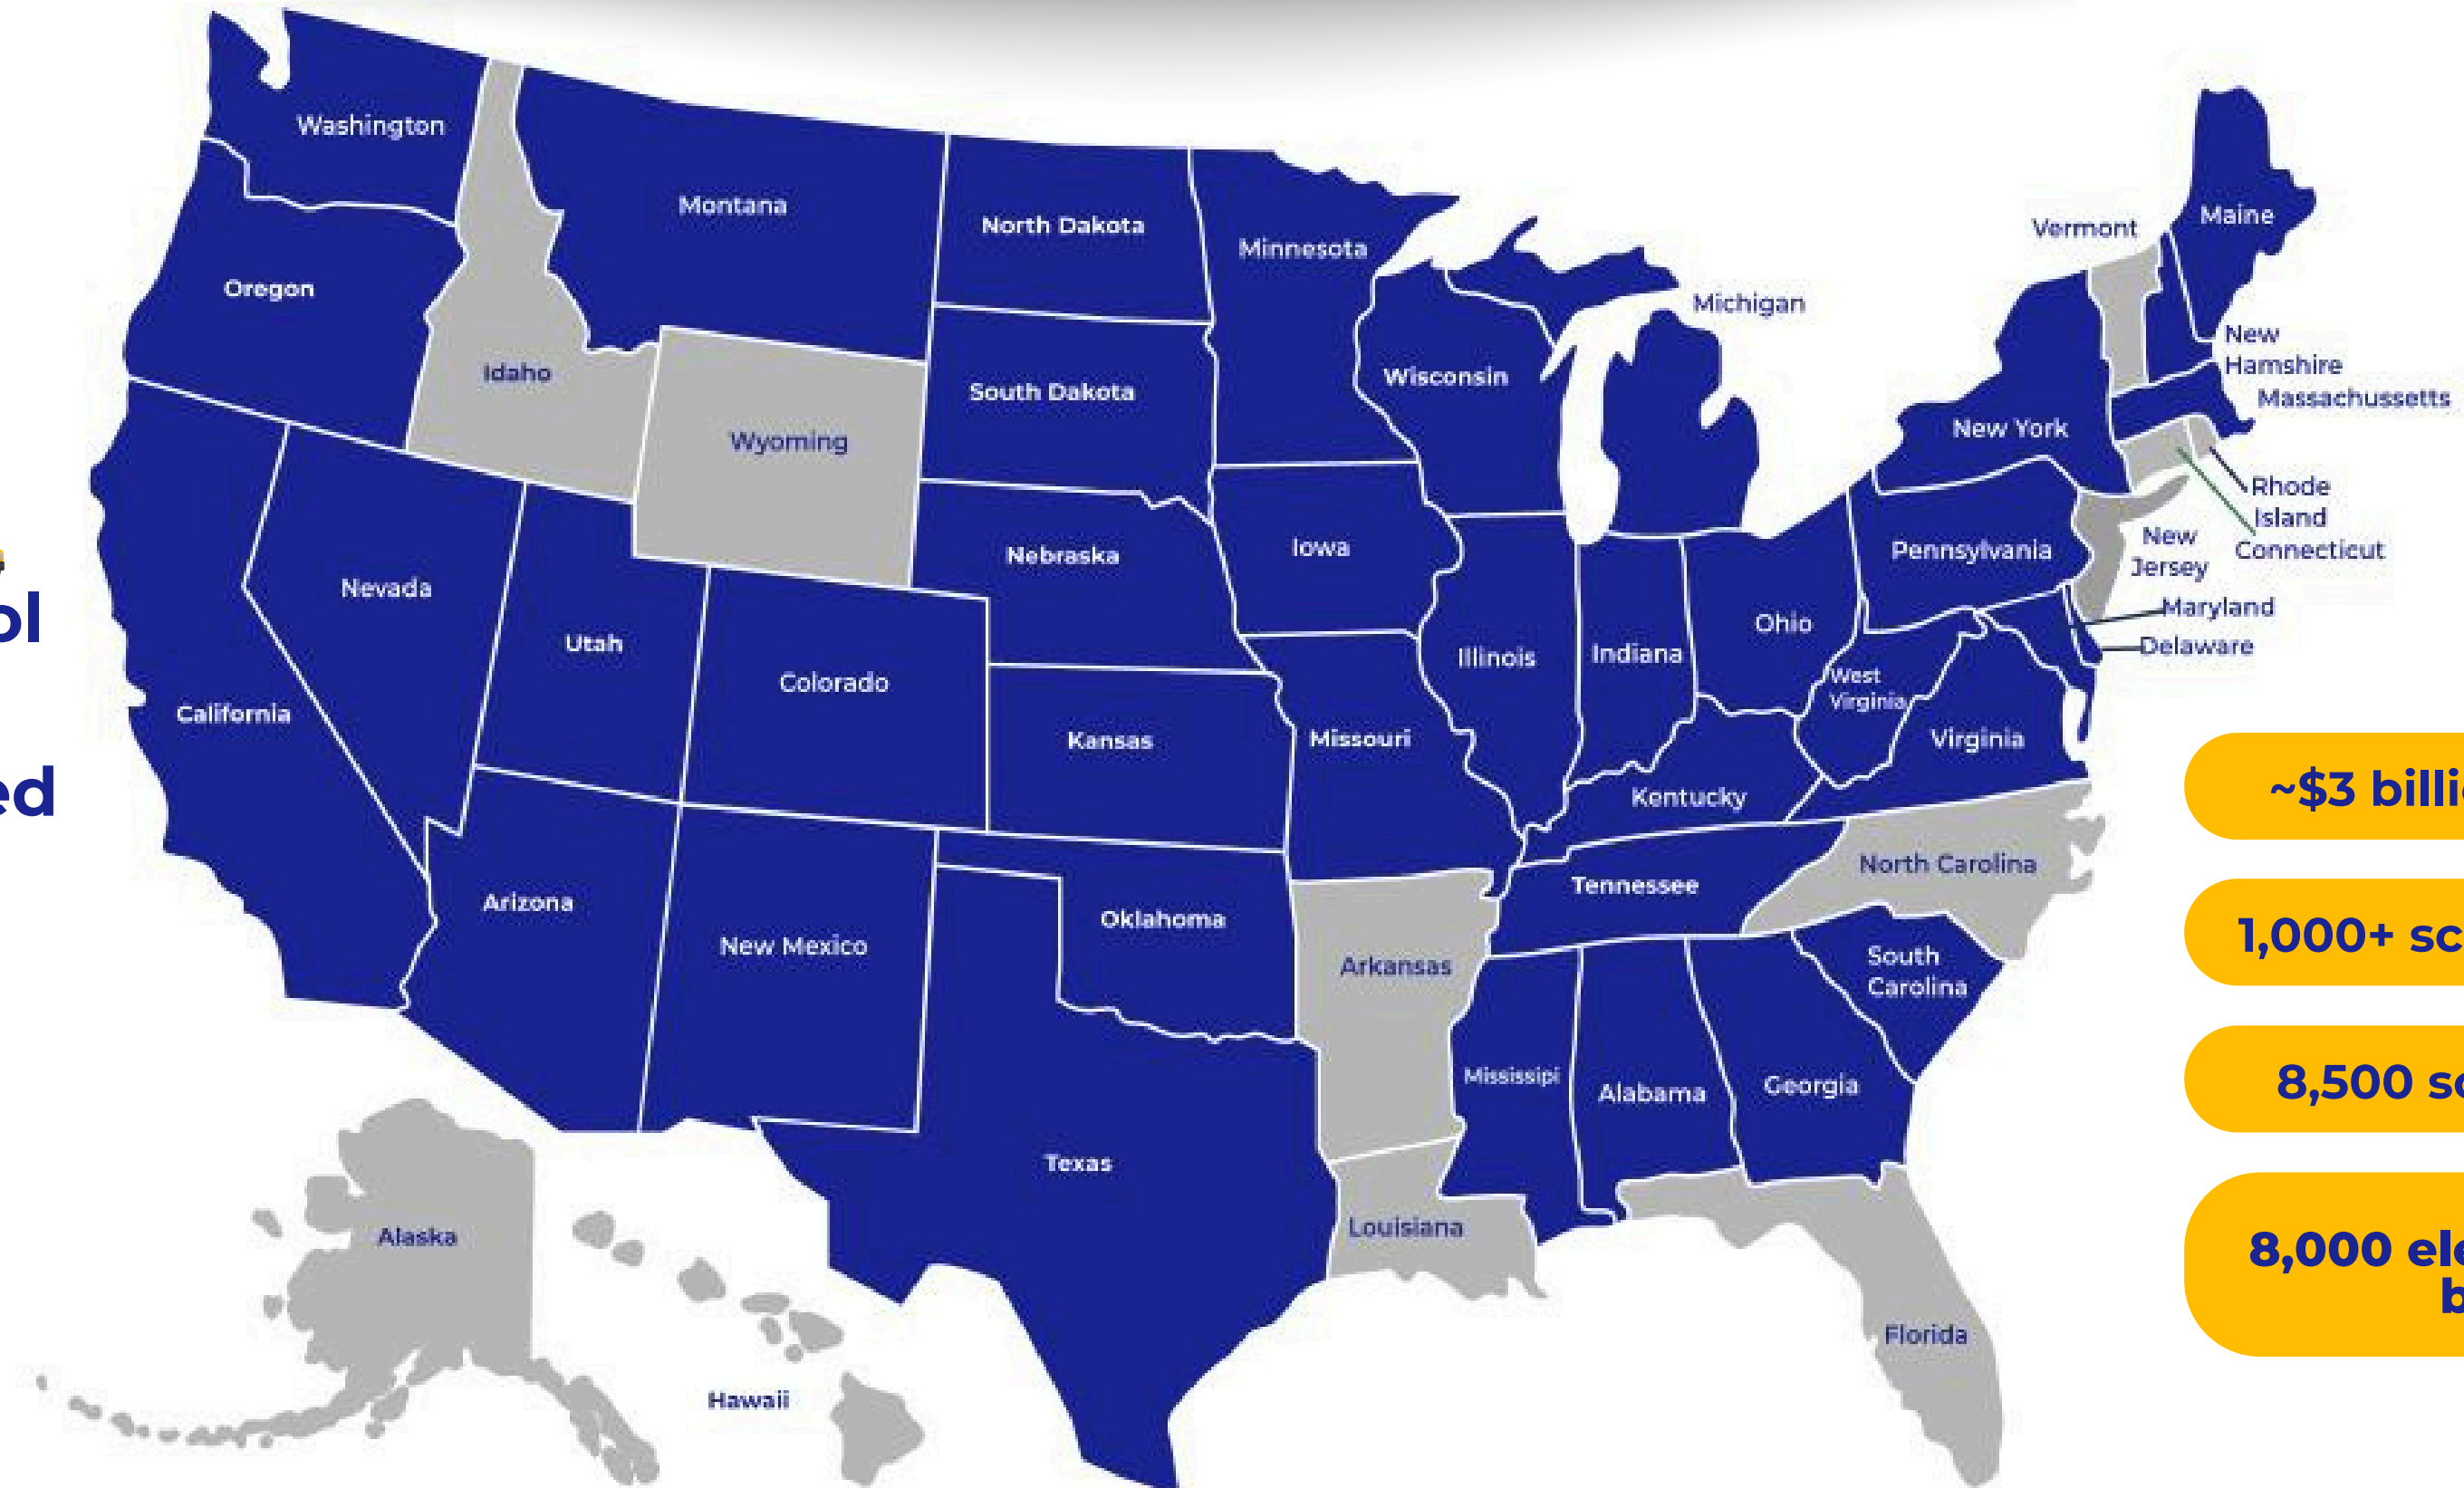 Washington
Montana
North Dakota
Minnesota
Vermont
Maine
Oregon
Michigan
New
Hamshire
Idaho
South Dakota
Wisconsin
Massachussetts
Wyoming
New York
Rhode
Island
Connecticut
Nebraska
Iowa
Pennsylvania
New
Jersey
Nevada
Maryland
Utah
Ohio
Delaware
Illinois
Indiana
Colorado
West
Virginia
California
Kansas
Missouri
Virginia
Kentucky
North Carolina
Tennessee
Arizona
Oklahoma
New Mexico
Arkansas
South
Carolina
Mississipi
Alabama
Georgia
Texas
Louisiana
Alaska
Florida
Hawaii
ol
ed
~$3 billi
1,000+ sc
8,500 s
8,000 ele
b